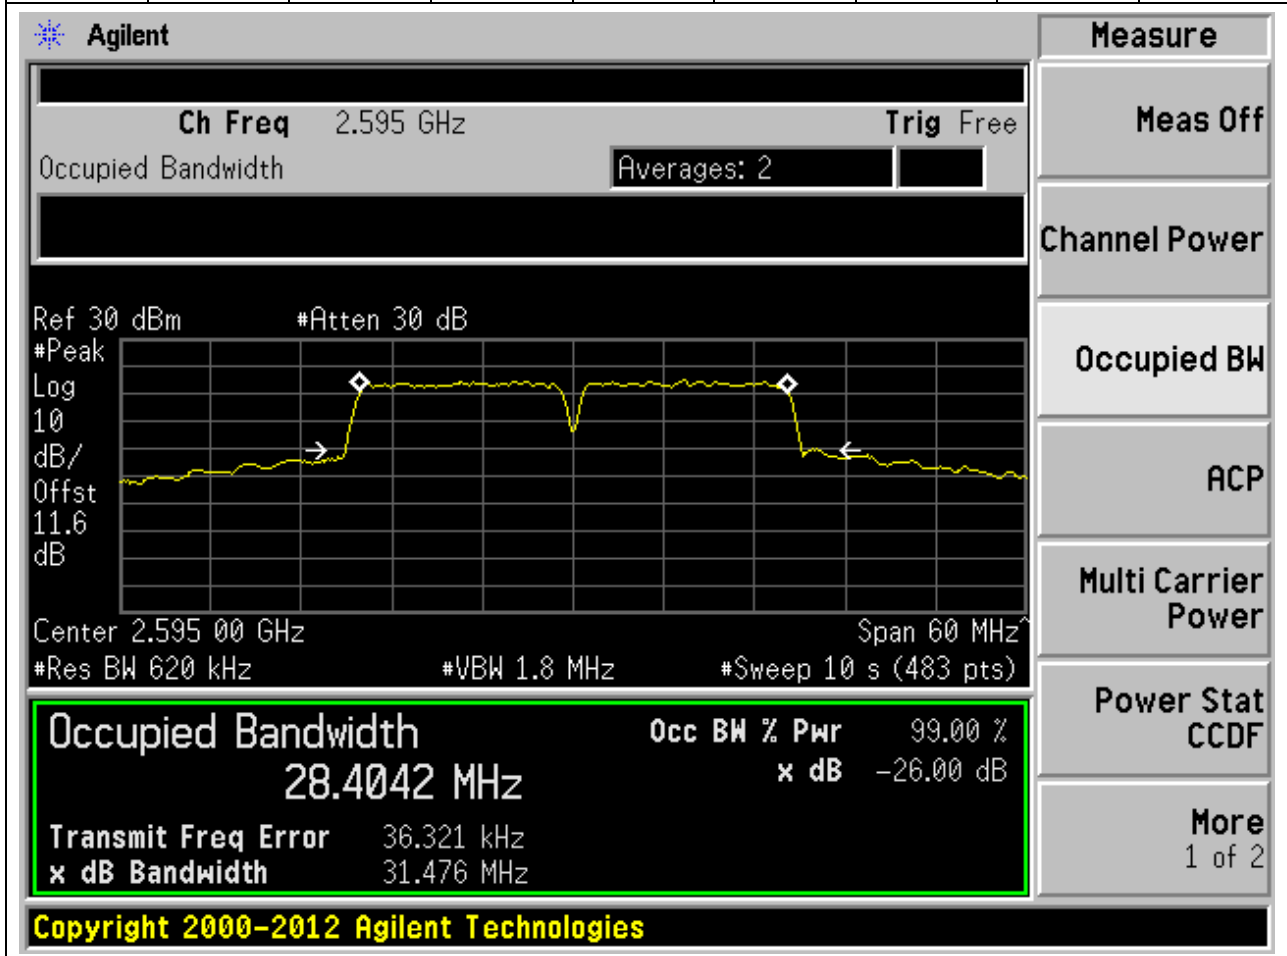 Agilent
Measure
Ch Freq 2.595 GHz Trig Free
Meas Off
Occupied Bandwidth Averages: 2
Channel Power
Ref 30 dBm #Atten 30 dB
#Peak
Log
10
dB/
Offst
11.6
dB
Occupied BW
ACP
Multi Carrier
Power
Center 2.595 00 GHz Span 60 MHz^
#Res BW 620 kHz #VBW 1.8 MHz #Sweep 10 s (483 pts)
Power Stat
CCDF
Occupied Bandwidth Occ BW % Pwr 99.00 %
28.4042 MHz x dB -26.00 dB
Transmit Freq Error 36.321 kHz
x dB Bandwidth 31.476 MHz
More
1 of 2
Copyright 2000-2012 Agilent Technologies